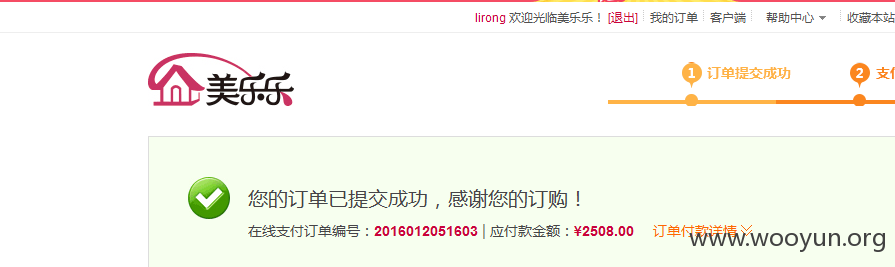 lirong 欢迎光临美乐乐！ [退出] 我的订单 客户端 帮助中心 收藏本站
美乐乐
1 订单提交成功 2 支
您的订单已提交成功，感谢您的订购！
在线支付订单编号：2016012051603 | 应付款金额：¥2508.00 订单付款详情
www.wooyun.org